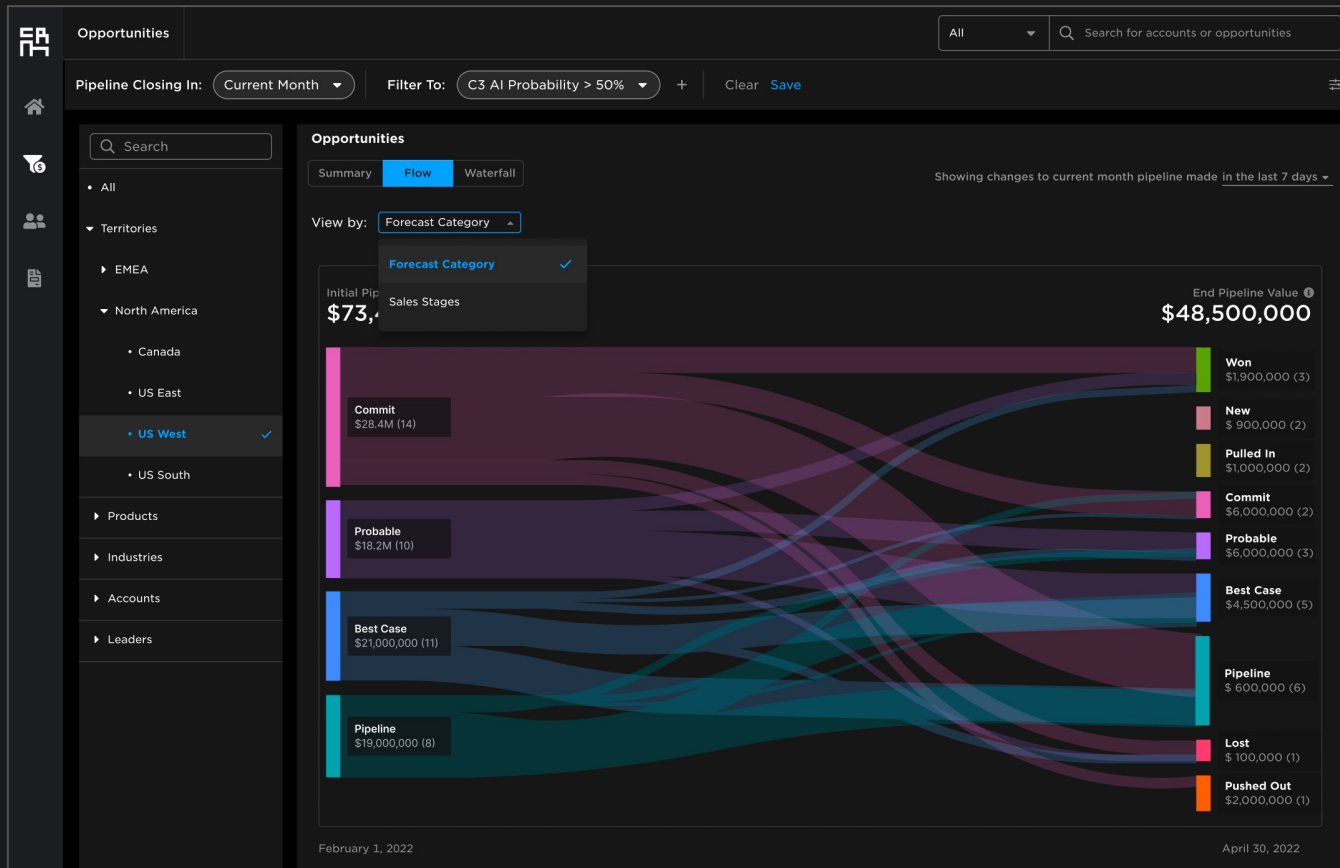 Opportunities
All
Search for accounts or opportunities
Pipeline Closing In:
Current Month
Filter To:
C3 AI Probability > 50%
+
Clear
Save
Search
• All
Territories
EMEA
North America
• Canada
• US East
• US West
• US South
Products
Industries
Accounts
Leaders
Opportunities
Summary
Flow
Waterfall
Showing changes to current month pipeline made in the last 7 days
View by:
Forecast Category
Forecast Category
Sales Stages
Initial
$73,
End Pipeline Value
$48,500,000
Commit
$28.4M (14)
Probable
$18.2M (10)
Best Case
$21,000,000 (11)
Pipeline
$19,000,000 (8)
Won
$1,900,000 (3)
New
$ 900,000 (2)
Pulled In
$1,000,000 (2)
Commit
$6,000,000 (2)
Probable
$6,000,000 (3)
Best Case
$4,500,000 (5)
Pipeline
$ 600,000 (6)
Lost
$ 100,000 (1)
Pushed Out
$2,000,000 (1)
February 1, 2022
April 30, 2022